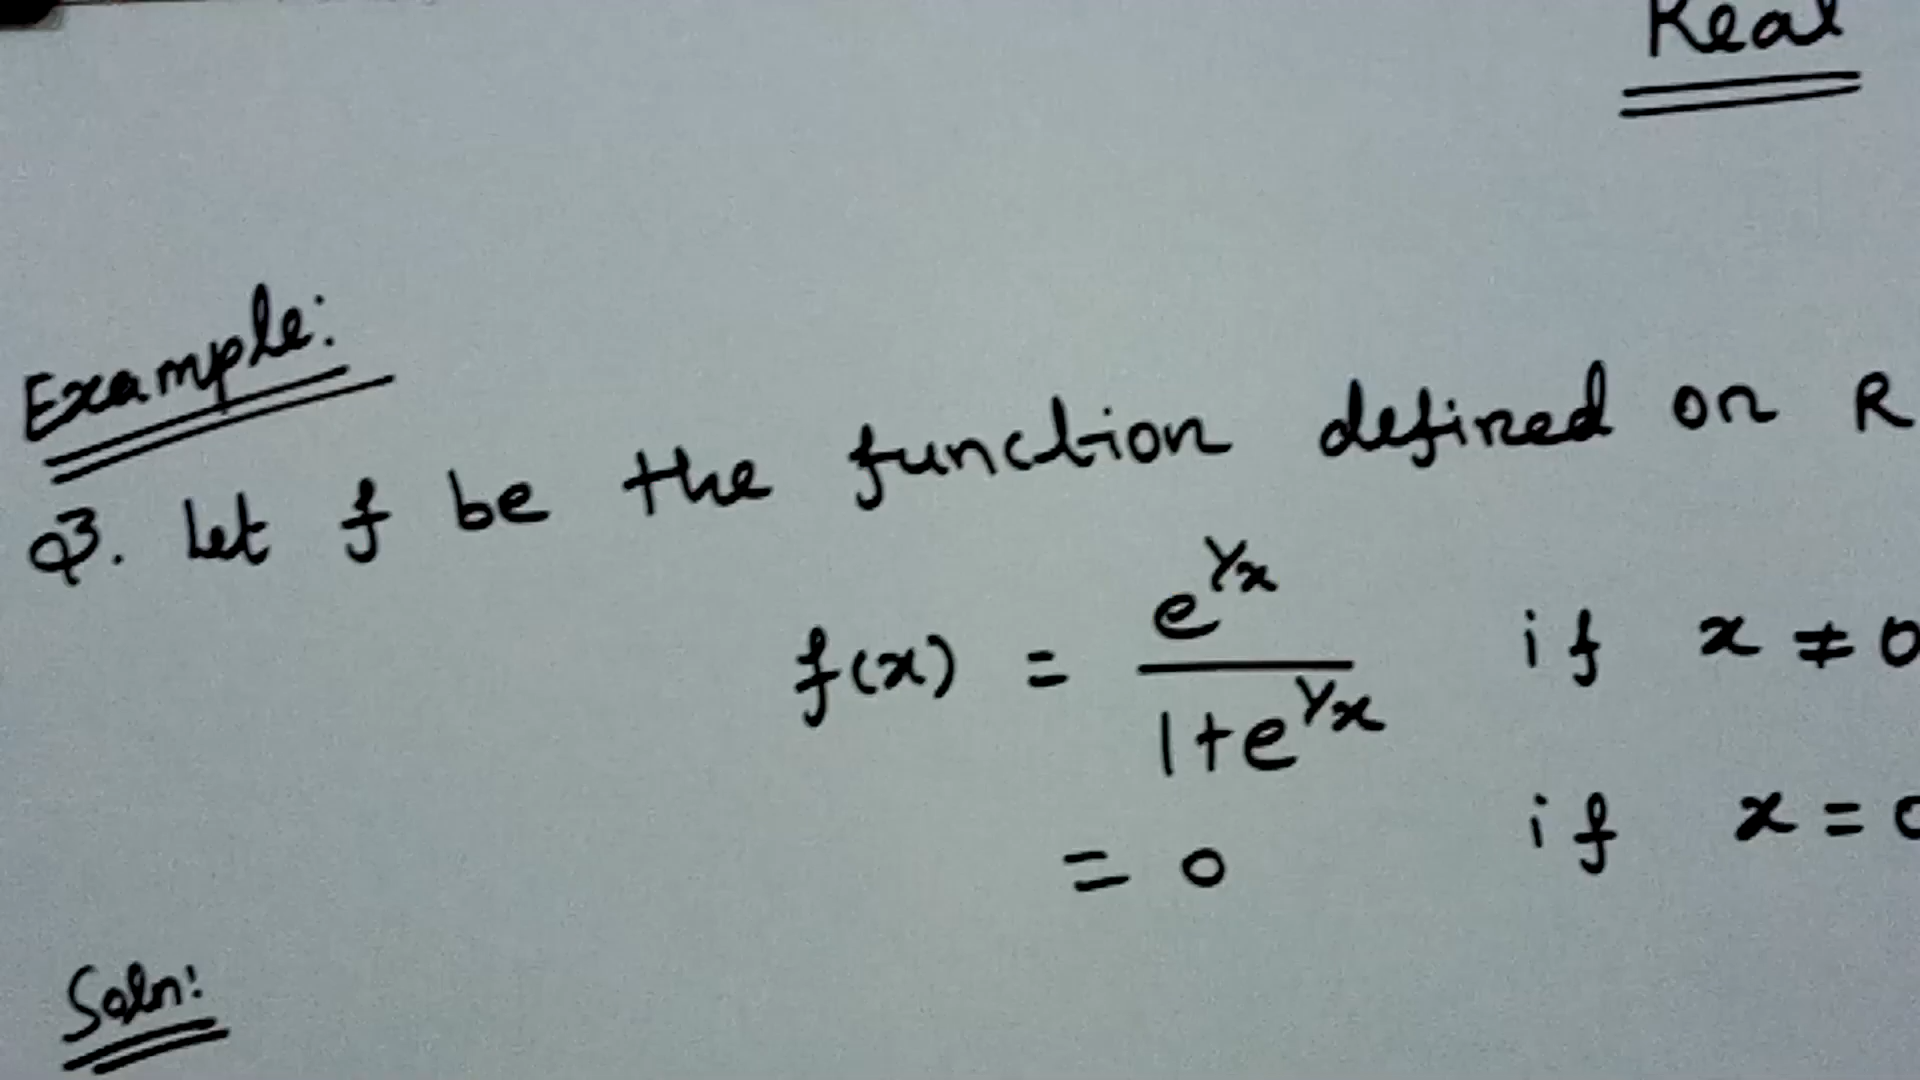 Real
Example:
Q3. Let f be the function defined on R
f(x) = e^{1/x} / 1+e^{1/x} if x ≠ 0
= 0 if x = 0
Soln: